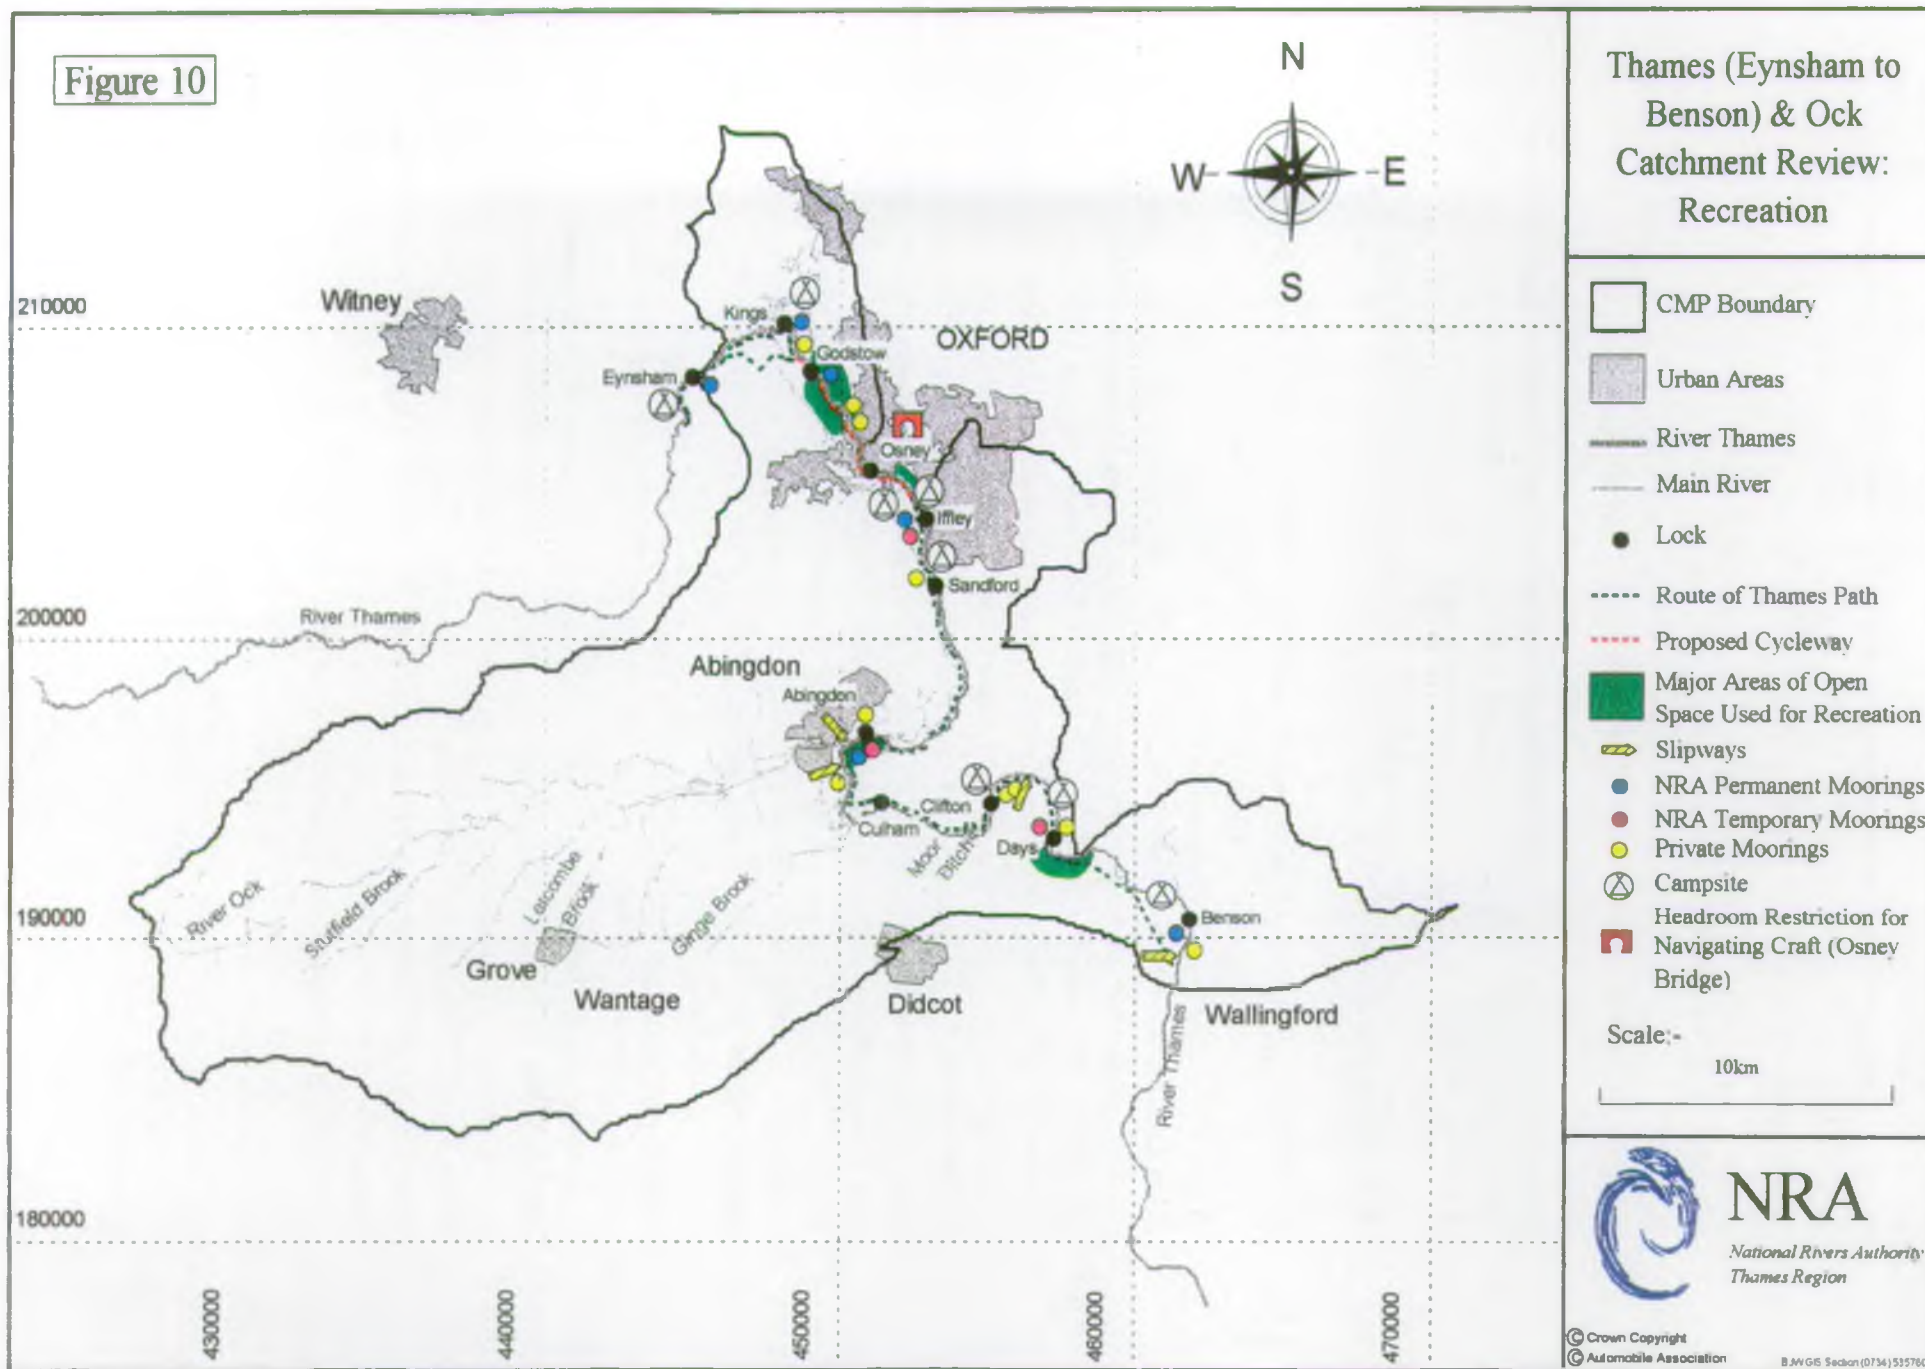 Figure 10
N
W
E
S
Witney
210000
Kings
Godstow
OXFORD
Eynsham
Osney
Iffley
Sandford
200000
River Thames
Abingdon
Abingdon
Clifton
Culham
Moor
Ditch
Days
Letcombe
Brook
River Ock
Stutfield Brook
Ginge Brook
Benson
190000
Grove
Wantage
Didcot
Wallingford
River Thames
180000
430000
440000
450000
460000
470000
Thames (Eynsham to
Benson) & Ock
Catchment Review:
Recreation
CMP Boundary
Urban Areas
River Thames
Main River
Lock
Route of Thames Path
Proposed Cycleway
Major Areas of Open
Space Used for Recreation
Slipways
NRA Permanent Moorings
NRA Temporary Moorings
Private Moorings
Campsite
Headroom Restriction for
Navigating Craft (Osney
Bridge)
Scale:-
10km
NRA
National Rivers Authority
Thames Region
© Crown Copyright
© Automobile Association
BJW GIS Section (0734)